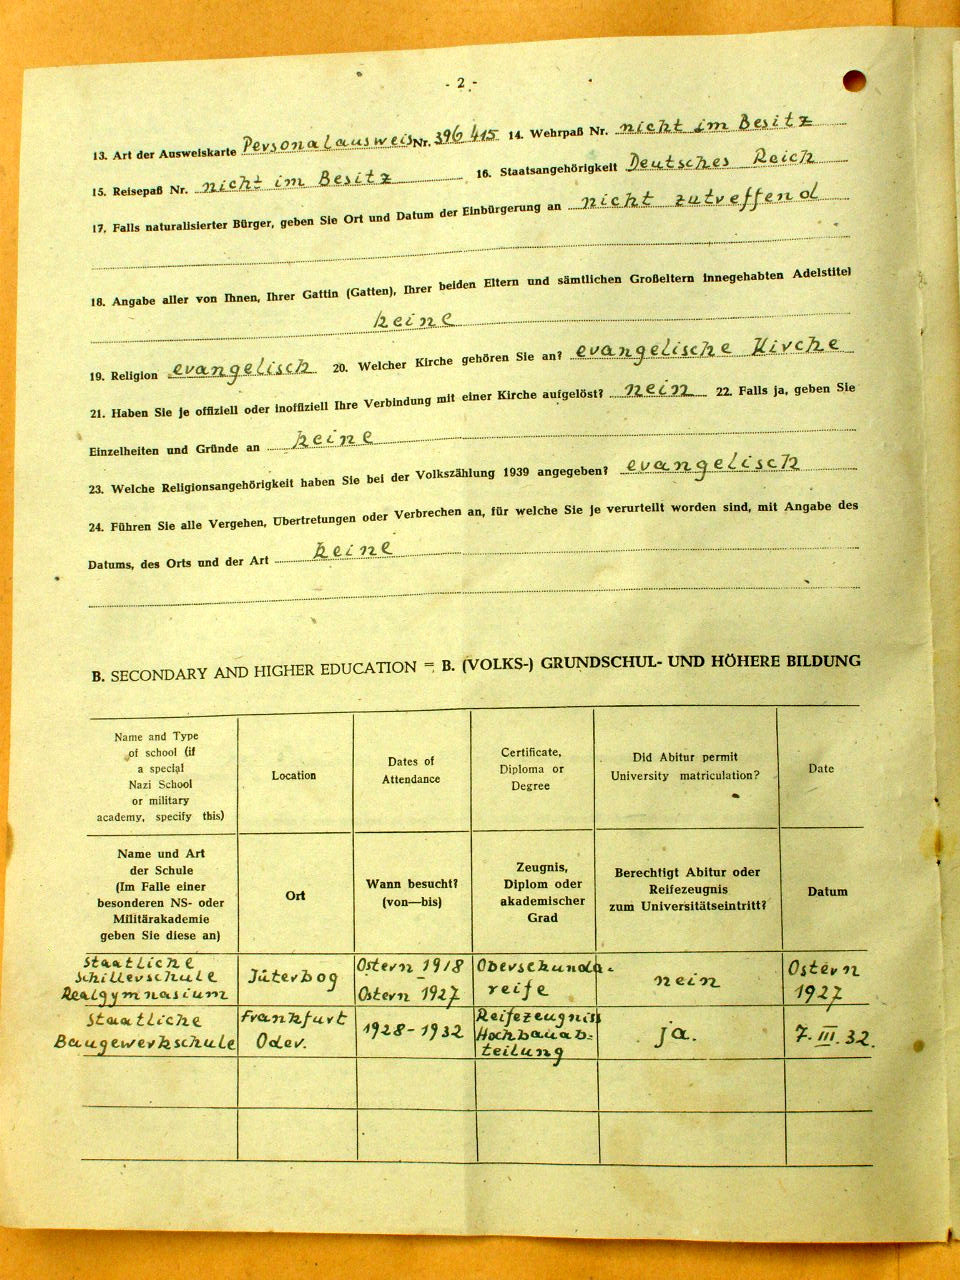 - 2 -
13. Art der Ausweiskarte Personalausweis Nr. 396 415 14. Wehrpaß Nr. nicht im Besitz
15. Reisepaß Nr. nicht im Besitz 16. Staatsangehörigkeit Deutsches Reich
17. Falls naturalisierter Bürger, geben Sie Ort und Datum der Einbürgerung an nicht zutreffend
18. Angabe aller von Ihnen, Ihrer Gattin (Gatten), Ihrer beiden Eltern und sämtlichen Großeltern innegehabten Adelstitel
keine
19. Religion evangelisch 20. Welcher Kirche gehören Sie an? evangelische Kirche
21. Haben Sie je offiziell oder inoffiziell Ihre Verbindung mit einer Kirche aufgelöst? nein 22. Falls ja, geben Sie
Einzelheiten und Gründe an keine
23. Welche Religionsangehörigkeit haben Sie bei der Volkszählung 1939 angegeben? evangelisch
24. Führen Sie alle Vergehen, Übertretungen oder Verbrechen an, für welche Sie je verurteilt worden sind, mit Angabe des
Datums, des Orts und der Art keine
B. SECONDARY AND HIGHER EDUCATION = B. (VOLKS-) GRUNDSCHUL- UND HÖHERE BILDUNG
Name and Type
of school (if
a special
Nazi School
or military
academy, specify this)
Location
Dates of
Attendance
Certificate,
Diploma or
Degree
Did Abitur permit
University matriculation?
Date
Name und Art
der Schule
(Im Falle einer
besonderen NS- oder
Militärakademie
geben Sie diese an)
Ort
Wann besucht?
(von—bis)
Zeugnis,
Diplom oder
akademischer
Grad
Berechtigt Abitur oder
Reifezeugnis
zum Universitätseintritt?
Datum
Staatliche
Schillerschule
Realgymnasium
Jüterbog
Ostern 1918
–
Ostern 1927
Obersekunda-
reife
nein
Ostern
1927
Staatliche
Baugewerkschule
Frankfurt
Oder.
1928-1932
Reifezeugniss
Hochbauab=
teilung
ja.
7. III. 32.